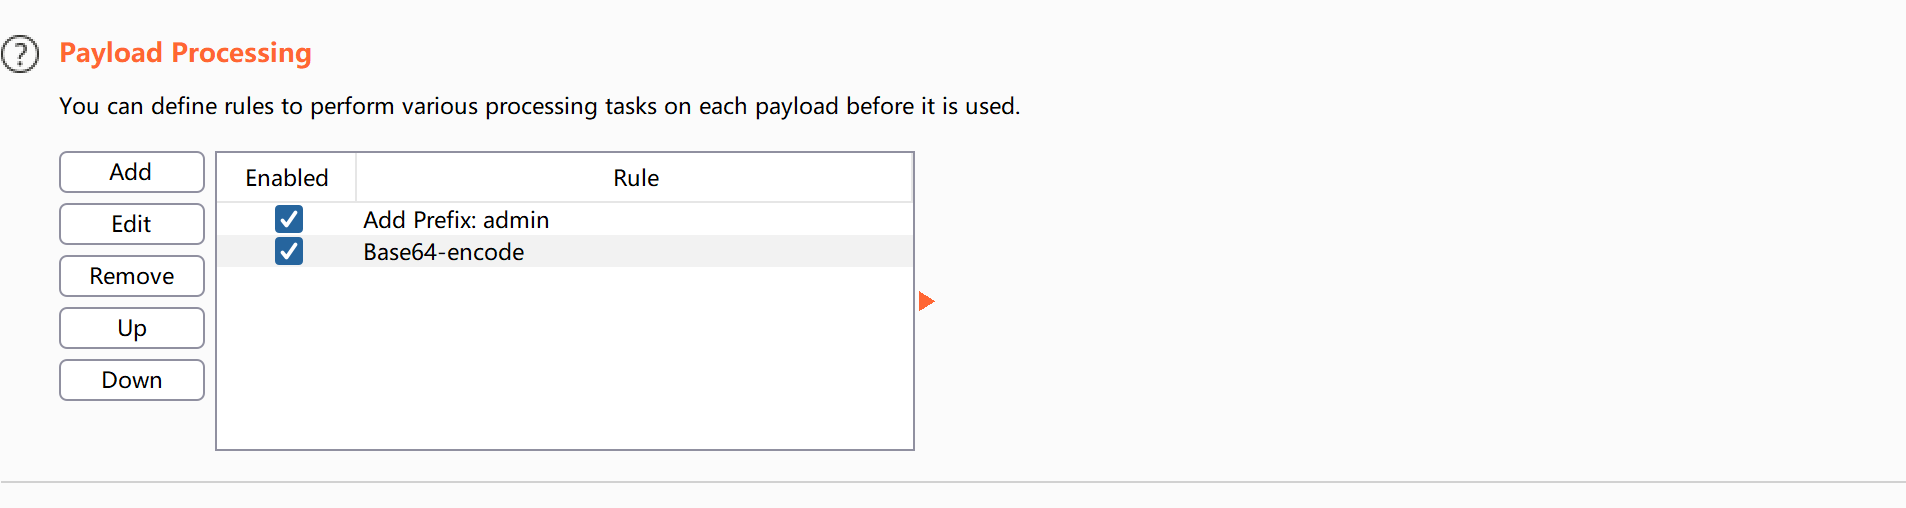 ?
Payload Processing
You can define rules to perform various processing tasks on each payload before it is used.
Add
Edit
Remove
Up
Down
Enabled Rule
Add Prefix: admin
Base64-encode